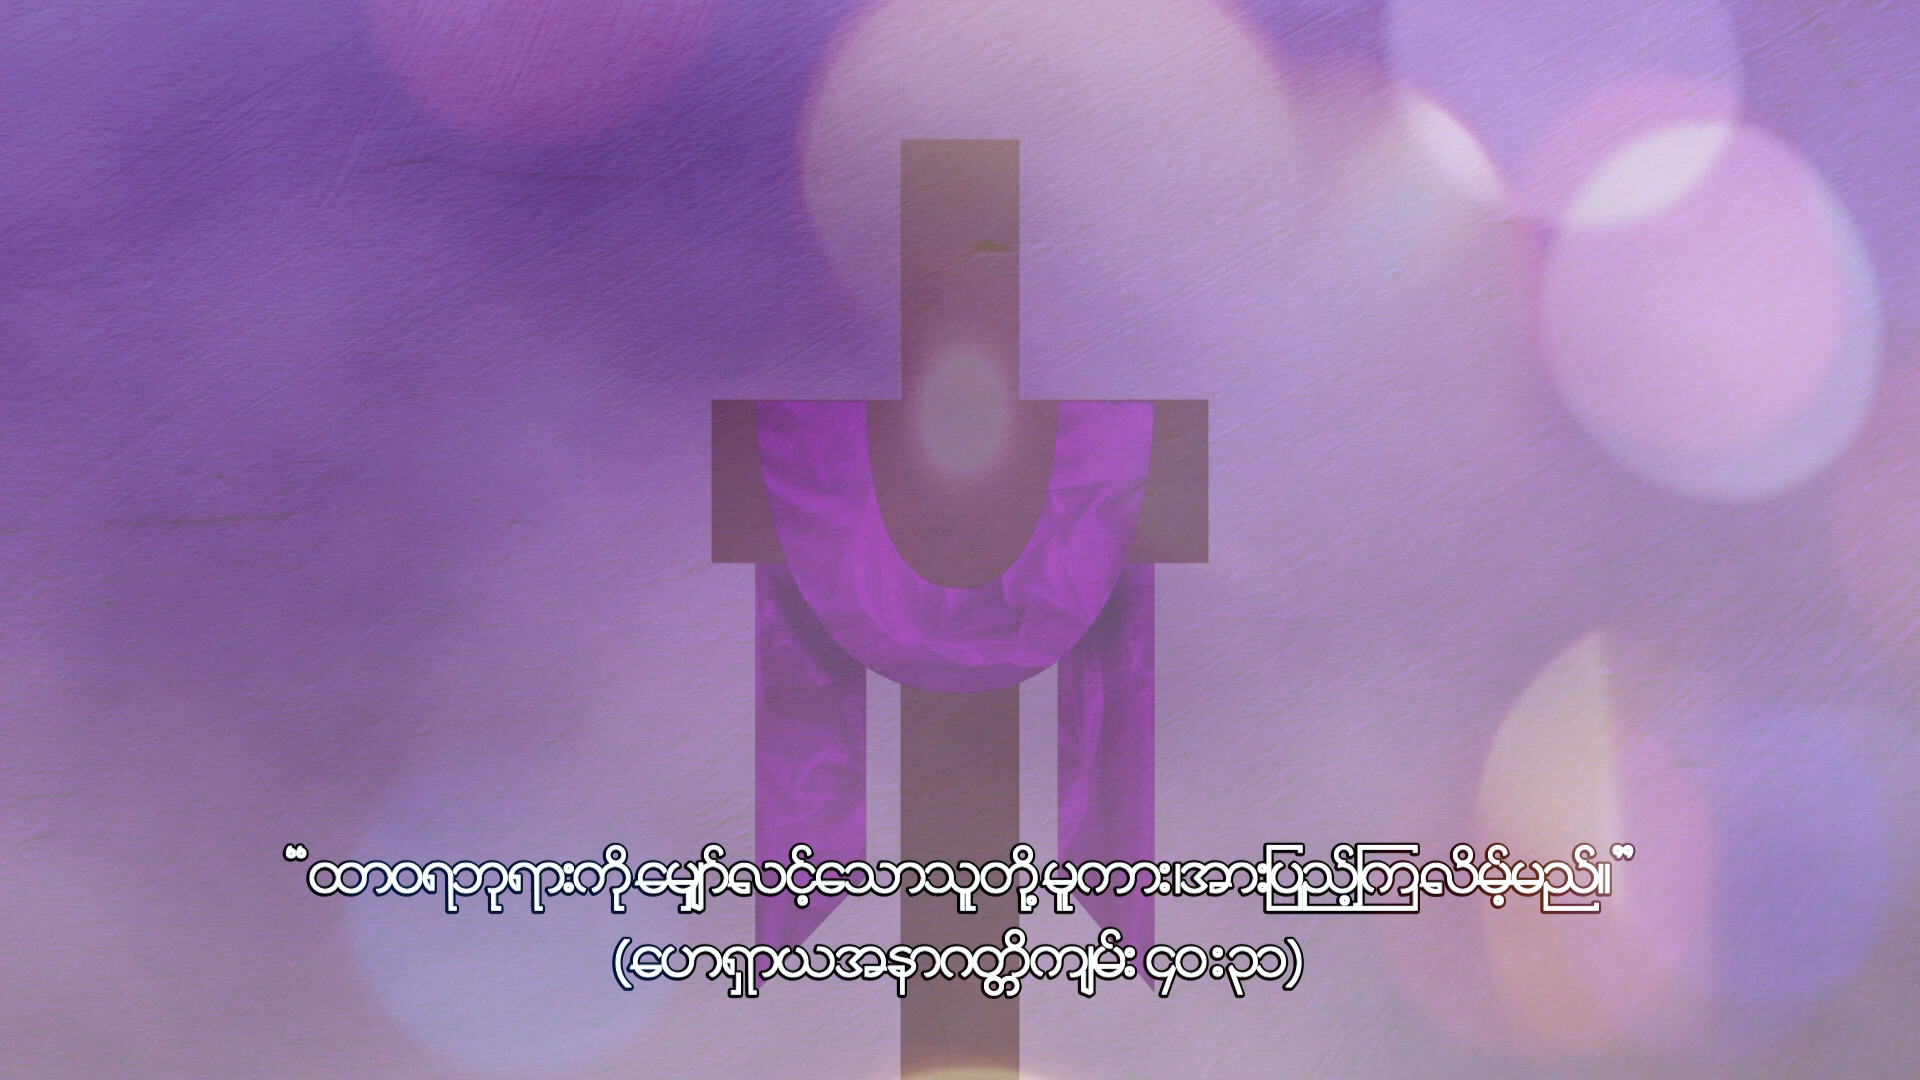 “ထာဝရဘုရားကိုမျှော်လင့်သောသူတို့မူကား၊အားပြည့်ကြလိမ့်မည်။”
(ဟေရှာယအနာဂတ္တိကျမ်း ၄၀း၃၁)